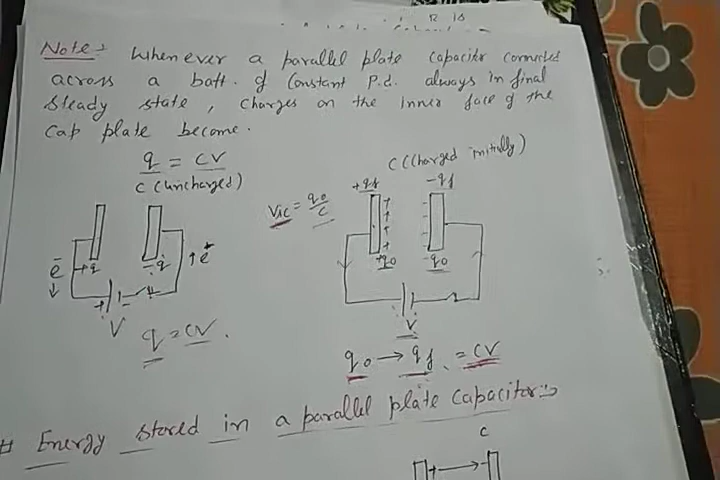 Note:- Whenever a parallel plate capacitor connected
across a batt. of Constant P.d. always in final
steady state, charges on the inner face of the
cap plate become.
q = CV
C (uncharged)
C (Charged initially)
Vic = q0/C
+qf -qf
+ + + +
- - - -
e- ↓ +q -q ↑ e-
+q0 -q0
+ -
V
V
q = CV.
q0 → qf = CV
# Energy stored in a parallel plate capacitor:-
C
+